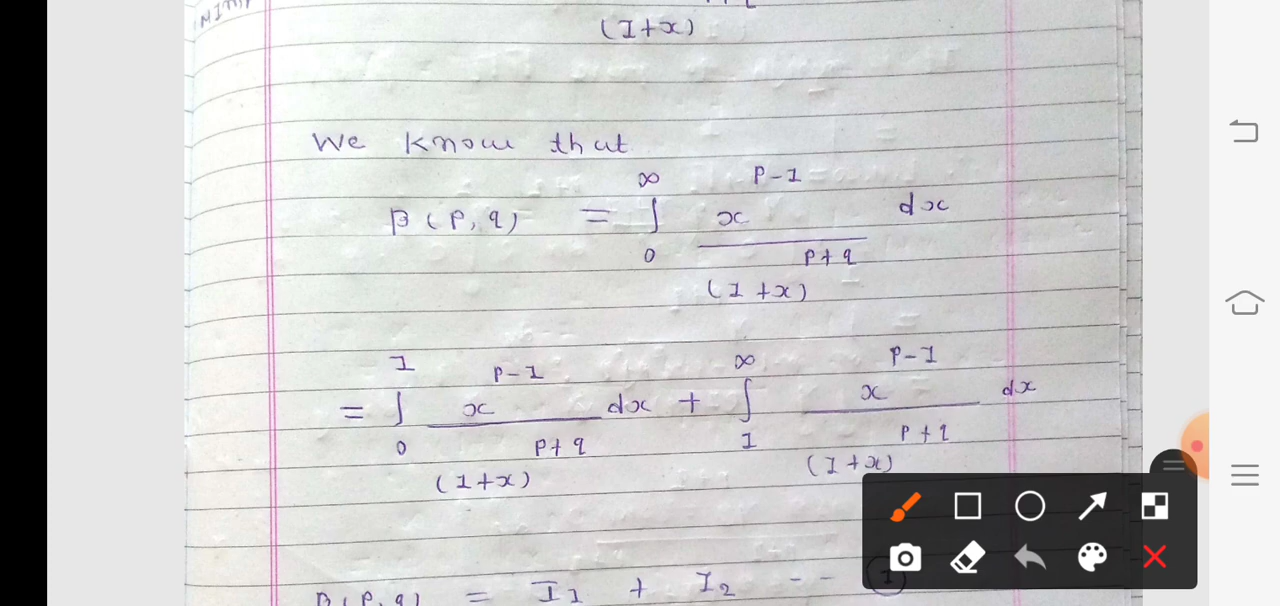 (1+x)
We know that
β(p,q) = ∫₀^∞ x^(p-1) / (1+x)^(p+q) dx
= ∫₀^1 x^(p-1) / (1+x)^(p+q) dx + ∫₁^∞ x^(p-1) / (1+x)^(p+q) dx
β(p,q) = I1 + I2 -- (1)